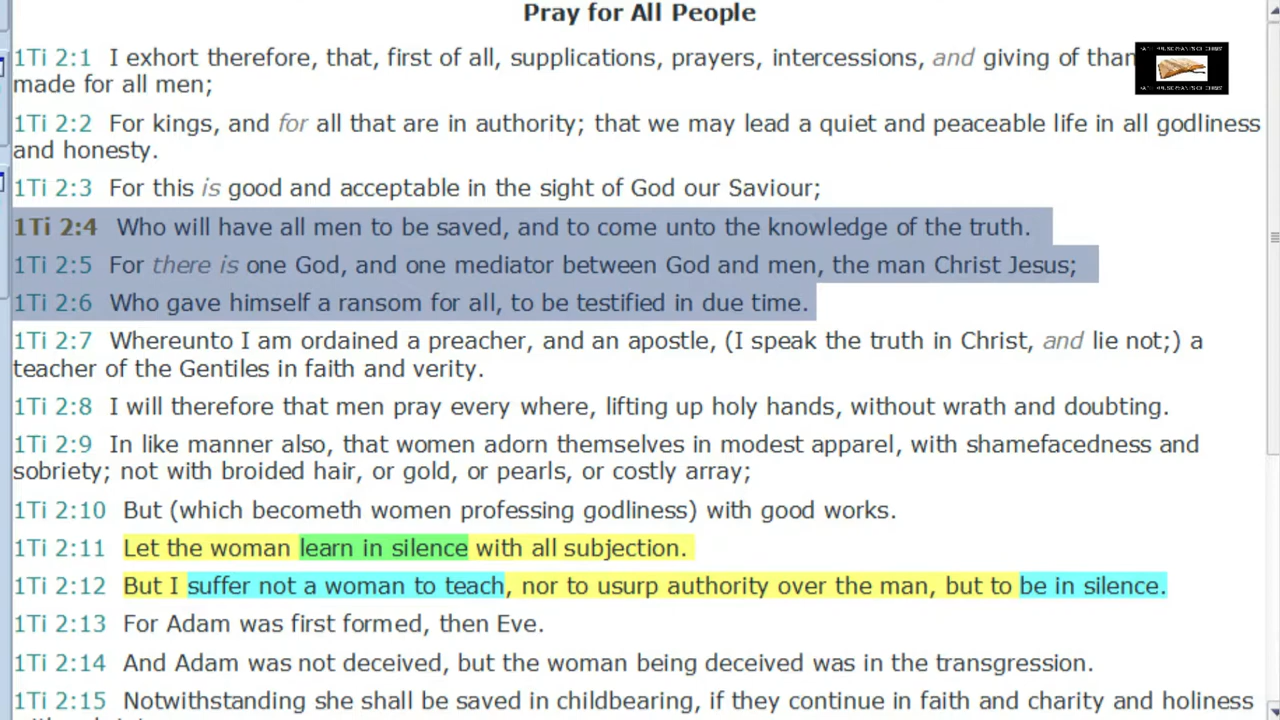 Pray for All People
1Ti 2:1 I exhort therefore, that, first of all, supplications, prayers, intercessions, and giving of
made for all men;
1Ti 2:2 For kings, and for all that are in authority; that we may lead a quiet and peaceable life in all godliness
and honesty.
1Ti 2:3 For this is good and acceptable in the sight of God our Saviour;
1Ti 2:4 Who will have all men to be saved, and to come unto the knowledge of the truth.
1Ti 2:5 For there is one God, and one mediator between God and men, the man Christ Jesus;
1Ti 2:6 Who gave himself a ransom for all, to be testified in due time.
1Ti 2:7 Whereunto I am ordained a preacher, and an apostle, (I speak the truth in Christ, and lie not;) a
teacher of the Gentiles in faith and verity.
1Ti 2:8 I will therefore that men pray every where, lifting up holy hands, without wrath and doubting.
1Ti 2:9 In like manner also, that women adorn themselves in modest apparel, with shamefacedness and
sobriety; not with broided hair, or gold, or pearls, or costly array;
1Ti 2:10 But (which becometh women professing godliness) with good works.
1Ti 2:11 Let the woman learn in silence with all subjection.
1Ti 2:12 But I suffer not a woman to teach, nor to usurp authority over the man, but to be in silence.
1Ti 2:13 For Adam was first formed, then Eve.
1Ti 2:14 And Adam was not deceived, but the woman being deceived was in the transgression.
1Ti 2:15 Notwithstanding she shall be saved in childbearing, if they continue in faith and charity and holiness